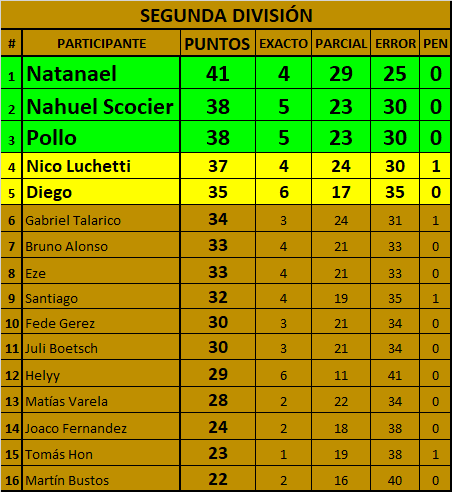 SEGUNDA DIVISIÓN
# PARTICIPANTE PUNTOS EXACTO PARCIAL ERROR PEN
1 Natanael 41 4 29 25 0
2 Nahuel Scocier 38 5 23 30 0
3 Pollo 38 5 23 30 0
4 Nico Luchetti 37 4 24 30 1
5 Diego 35 6 17 35 0
6 Gabriel Talarico 34 3 24 31 1
7 Bruno Alonso 33 4 21 33 0
8 Eze 33 4 21 33 0
9 Santiago 32 4 19 35 1
10 Fede Gerez 30 3 21 34 0
11 Juli Boetsch 30 3 21 34 0
12 Helyy 29 6 11 41 0
13 Matías Varela 28 2 22 34 0
14 Joaco Fernandez 24 2 18 38 0
15 Tomás Hon 23 1 19 38 1
16 Martín Bustos 22 2 16 40 0